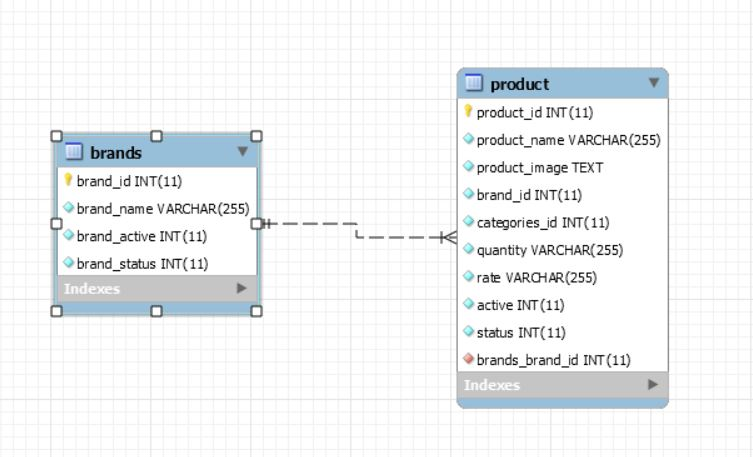 brands
brand_id INT(11)
brand_name VARCHAR(255)
brand_active INT(11)
brand_status INT(11)
Indexes
product
product_id INT(11)
product_name VARCHAR(255)
product_image TEXT
brand_id INT(11)
categories_id INT(11)
quantity VARCHAR(255)
rate VARCHAR(255)
active INT(11)
status INT(11)
brands_brand_id INT(11)
Indexes